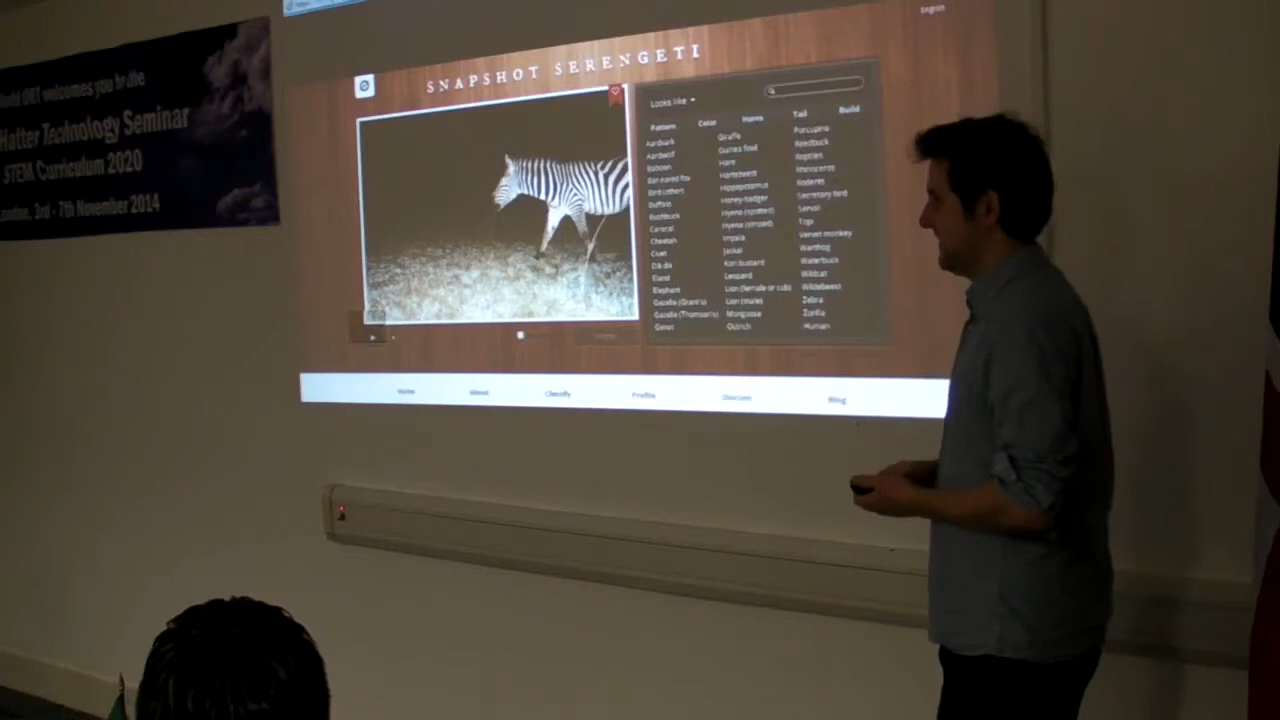 World ORT welcomes you to the
Hatter Technology Seminar
STEM Curriculum 2020
London, 3rd - 7th November 2014
English
SNAPSHOT SERENGETI
Looks like
Pattern Color Horns Tail Build
Aardvark
Aardwolf
Baboon
Bat-eared fox
Bird (other)
Buffalo
Bushbuck
Caracal
Cheetah
Civet
Dik dik
Eland
Elephant
Gazelle (Grant's)
Gazelle (Thomson's)
Genet
Giraffe
Guinea fowl
Hare
Hartebeest
Hippopotamus
Honey-badger
Hyena (spotted)
Hyena (striped)
Impala
Jackal
Kori bustard
Leopard
Lion (female or cub)
Lion (male)
Mongoose
Ostrich
Porcupine
Reedbuck
Reptiles
Rhinoceros
Rodents
Secretary bird
Serval
Topi
Vervet monkey
Warthog
Waterbuck
Wildcat
Wildebeest
Zebra
Zorilla
Human
Home About Classify Profile Discuss Blog